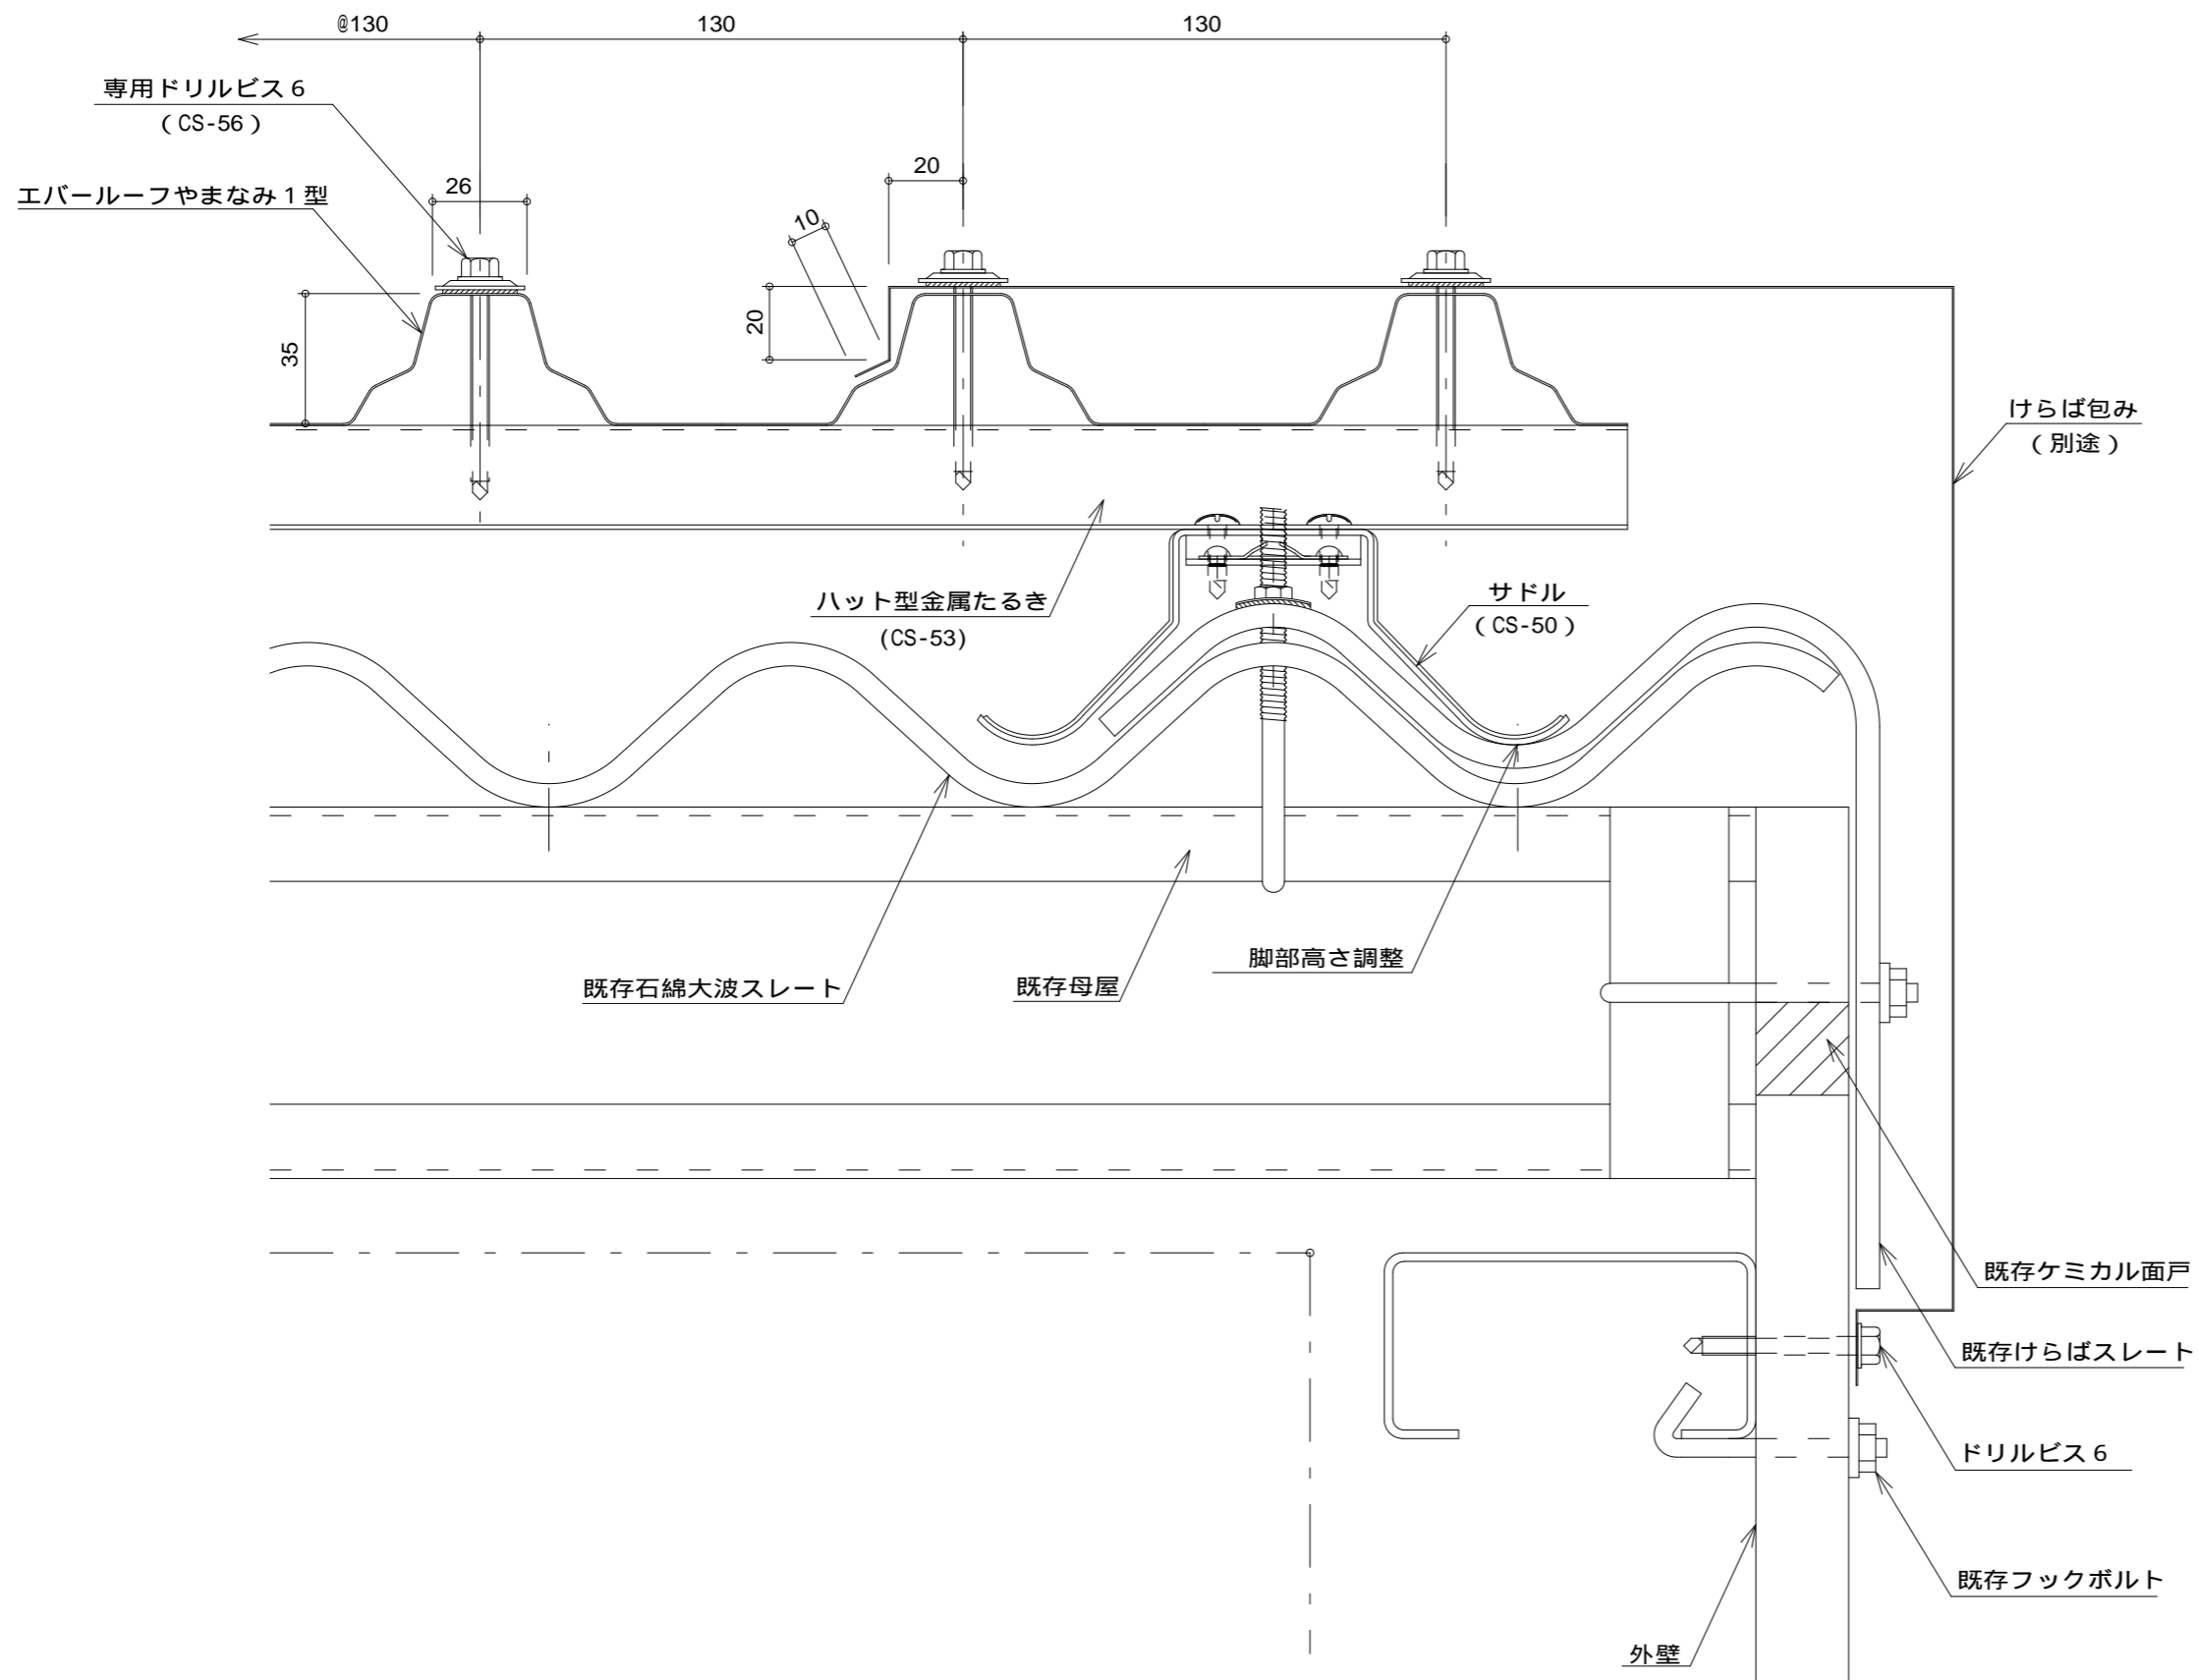 @130
130
130
専用ドリルビス6
(CS-56)
エバールーフやまなみ1型
26
20
10
20
35
けらば包み
(別途)
ハット型金属たるき
(CS-53)
サドル
(CS-50)
既存石綿大波スレート
既存母屋
脚部高さ調整
既存ケミカル面戸
既存けらばスレート
ドリルビス6
既存フックボルト
外壁